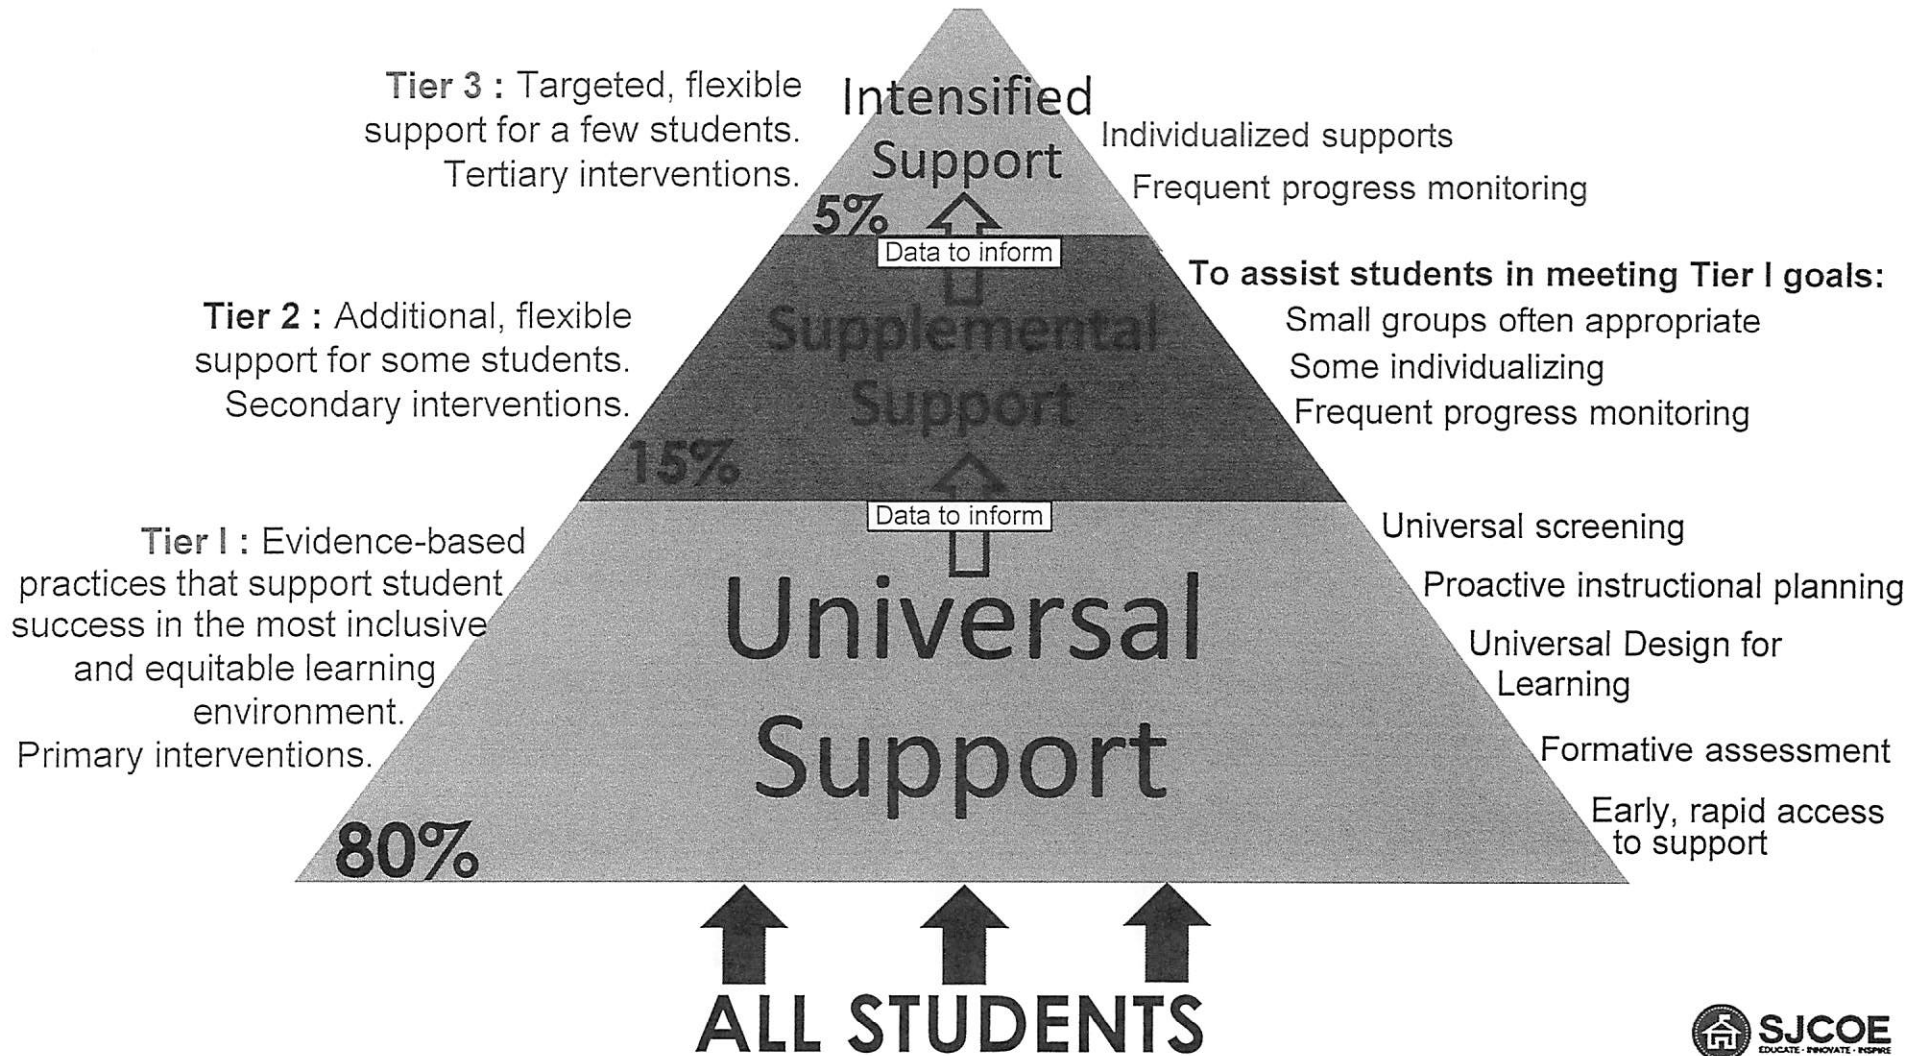 Tier 3 : Targeted, flexible
support for a few students.
Tertiary interventions.
Intensified
Support
5%
Individualized supports
Frequent progress monitoring
Data to inform
Tier 2 : Additional, flexible
support for some students.
Secondary interventions.
Supplemental
Support
15%
To assist students in meeting Tier I goals:
Small groups often appropriate
Some individualizing
Frequent progress monitoring
Data to inform
Tier I : Evidence-based
practices that support student
success in the most inclusive
and equitable learning
environment.
Primary interventions.
Universal
Support
80%
Universal screening
Proactive instructional planning
Universal Design for
Learning
Formative assessment
Early, rapid access
to support
ALL STUDENTS
SJCOE
EDUCATE · INNOVATE · INSPIRE